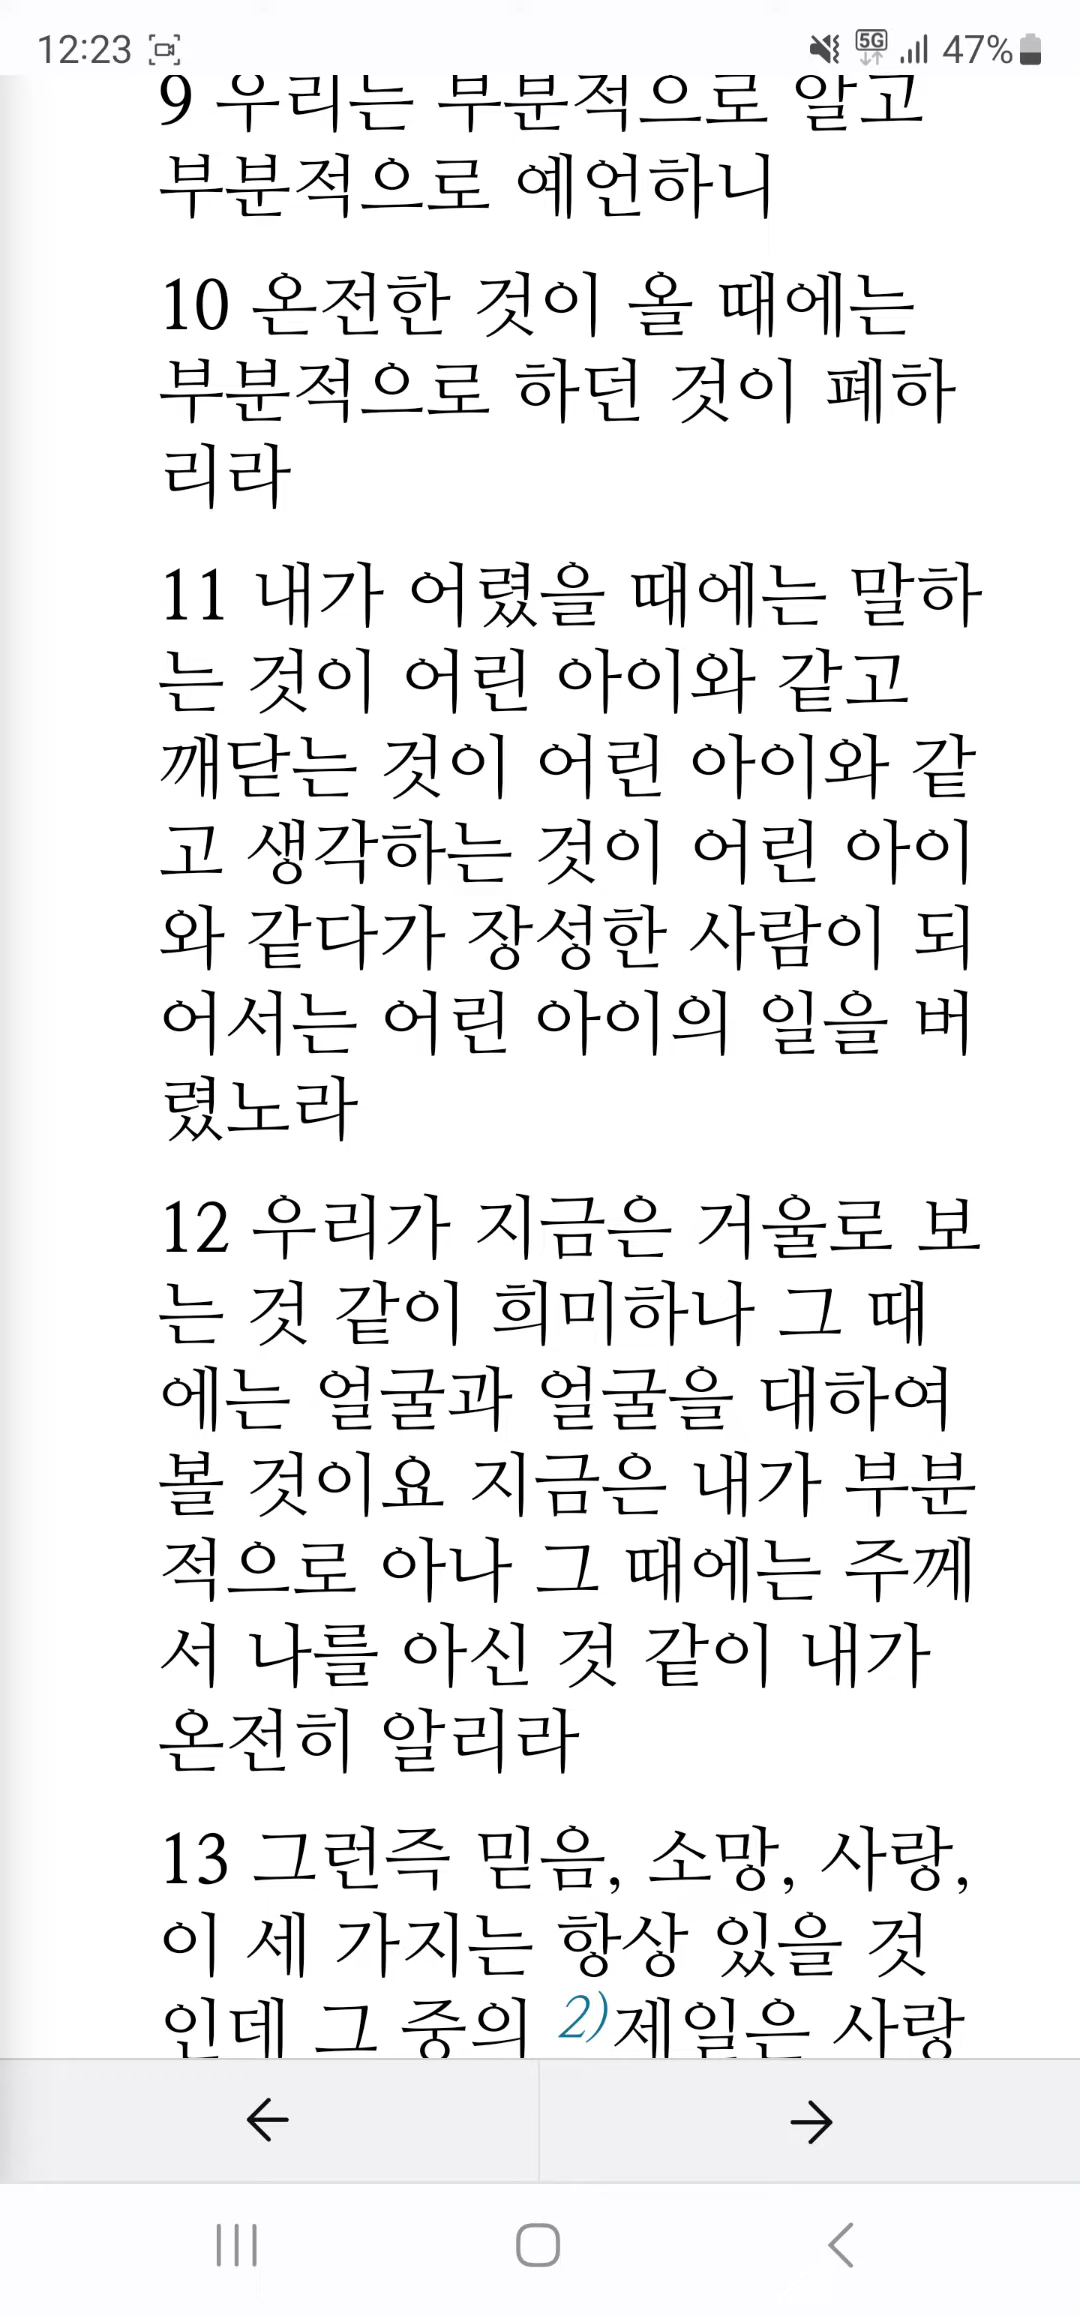 12:23
5G
47%
9 우리는 부분적으로 알고
부분적으로 예언하니
10 온전한 것이 올 때에는
부분적으로 하던 것이 폐하
리라
11 내가 어렸을 때에는 말하
는 것이 어린 아이와 같고
깨닫는 것이 어린 아이와 같
고 생각하는 것이 어린 아이
와 같다가 장성한 사람이 되
어서는 어린 아이의 일을 버
렸노라
12 우리가 지금은 거울로 보
는 것 같이 희미하나 그 때
에는 얼굴과 얼굴을 대하여
볼 것이요 지금은 내가 부분
적으로 아나 그 때에는 주께
서 나를 아신 것 같이 내가
온전히 알리라
13 그런즉 믿음, 소망, 사랑,
이 세 가지는 항상 있을 것
인데 그 중의 2)제일은 사랑